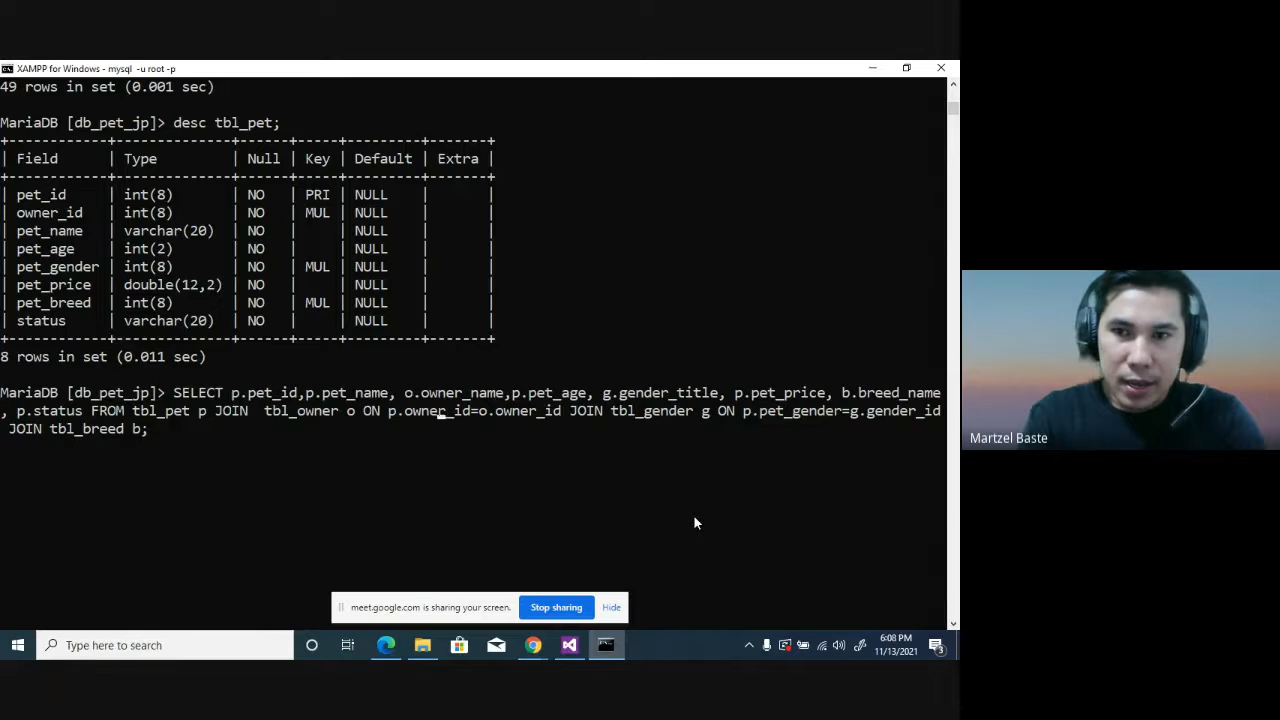 XAMPP for Windows - mysql -u root -p
49 rows in set (0.001 sec)
MariaDB [db_pet_jp]> desc tbl_pet;
+------------+--------------+------+-----+---------+-------+
| Field | Type | Null | Key | Default | Extra |
+------------+--------------+------+-----+---------+-------+
| pet_id | int(8) | NO | PRI | NULL | |
| owner_id | int(8) | NO | MUL | NULL | |
| pet_name | varchar(20) | NO | | NULL | |
| pet_age | int(2) | NO | | NULL | |
| pet_gender | int(8) | NO | MUL | NULL | |
| pet_price | double(12,2) | NO | | NULL | |
| pet_breed | int(8) | NO | MUL | NULL | |
| status | varchar(20) | NO | | NULL | |
+------------+--------------+------+-----+---------+-------+
8 rows in set (0.011 sec)
MariaDB [db_pet_jp]> SELECT p.pet_id,p.pet_name, o.owner_name,p.pet_age, g.gender_title, p.pet_price, b.breed_name
, p.status FROM tbl_pet p JOIN  tbl_owner o ON p.owner_id=o.owner_id JOIN tbl_gender g ON p.pet_gender=g.gender_id
JOIN tbl_breed b;
Martzel Baste
meet.google.com is sharing your screen. Stop sharing Hide
Type here to search
6:08 PM
11/13/2021
3